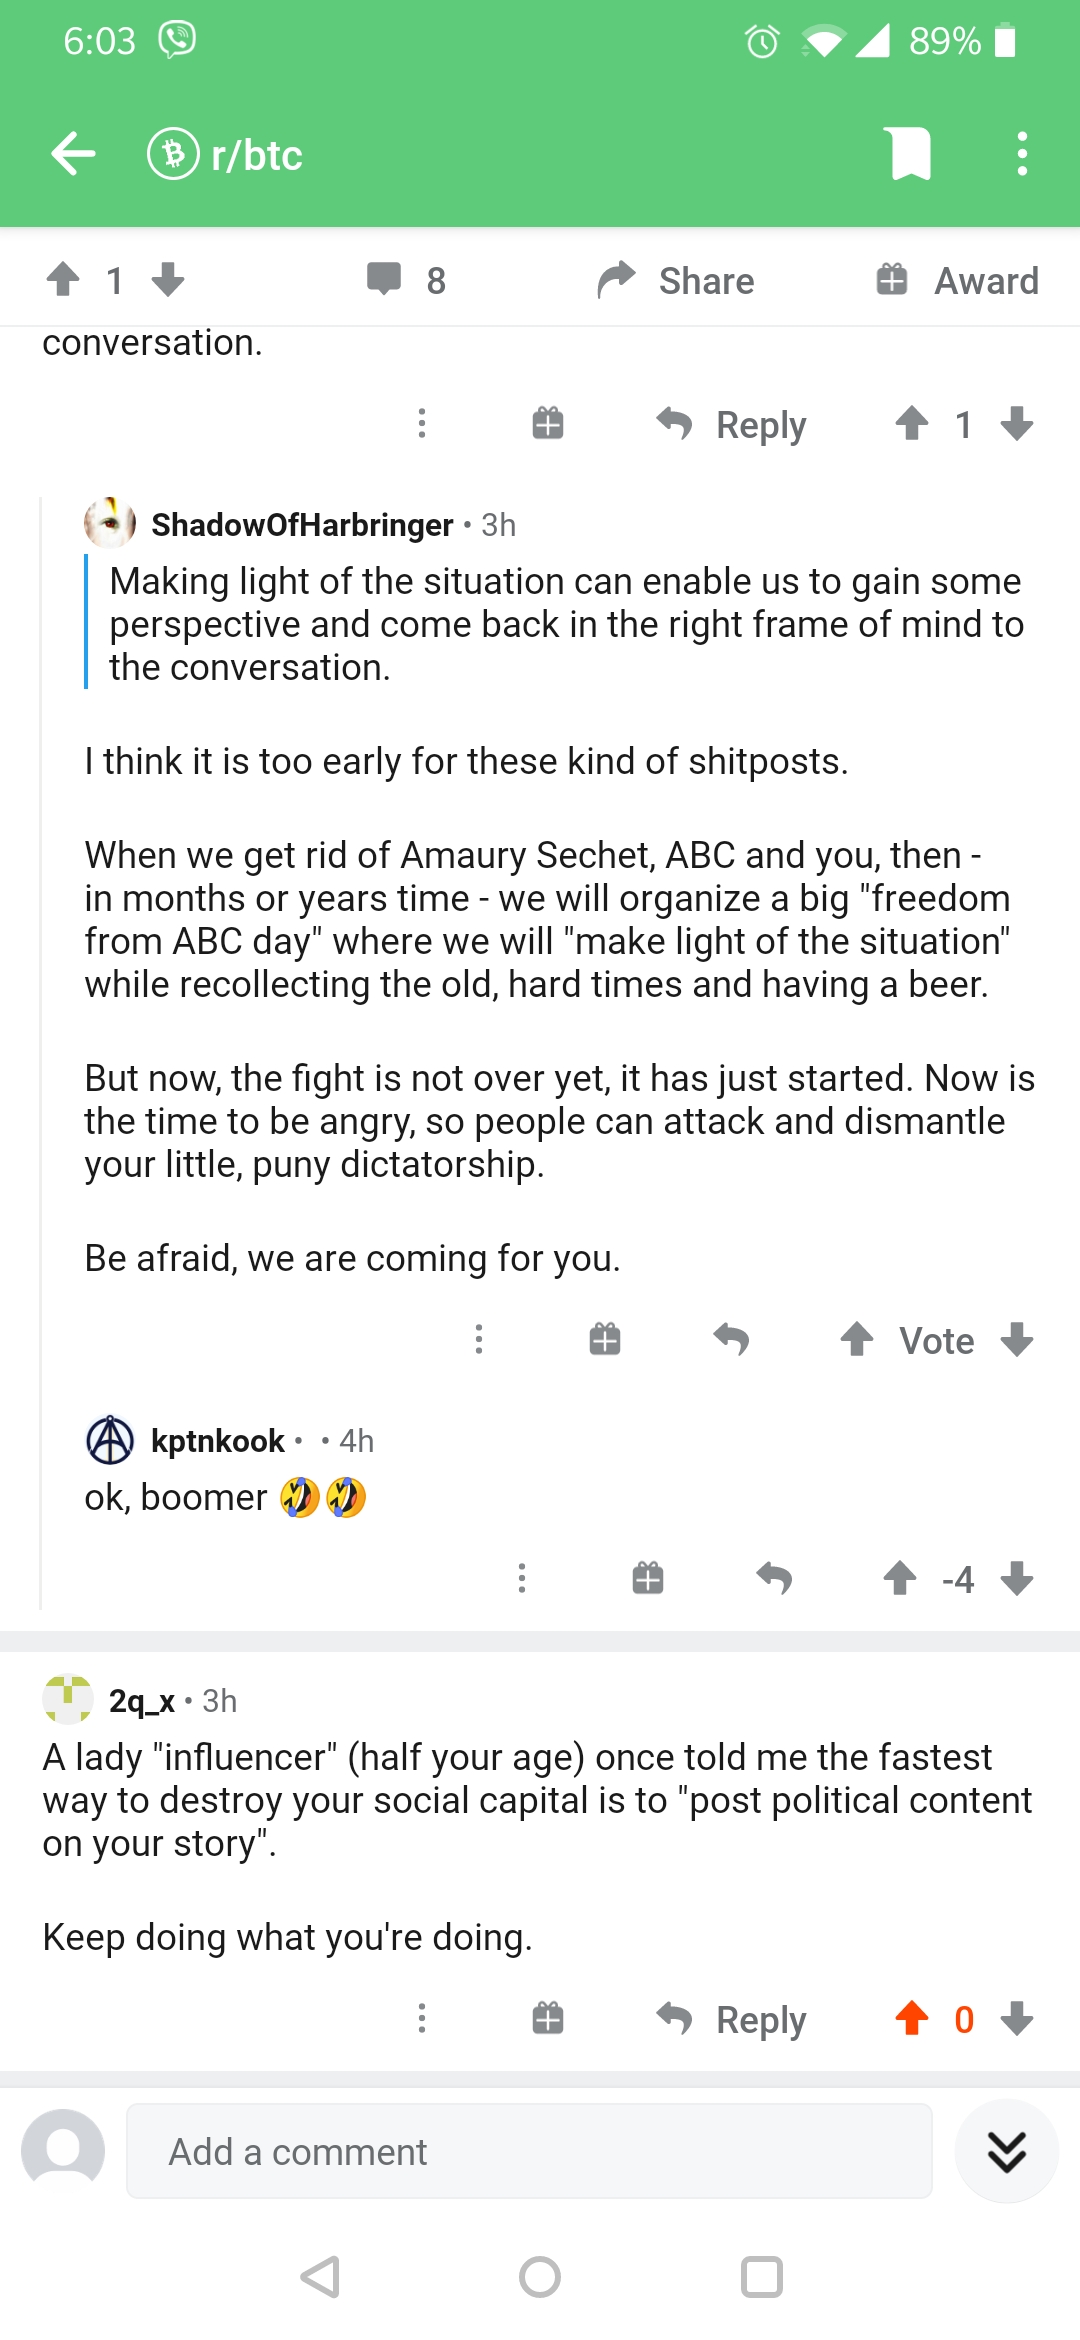 6:03
89%
r/btc
1
8
Share
Award
conversation.
Reply
1
ShadowOfHarbringer • 3h
Making light of the situation can enable us to gain some
perspective and come back in the right frame of mind to
the conversation.
I think it is too early for these kind of shitposts.
When we get rid of Amaury Sechet, ABC and you, then -
in months or years time - we will organize a big "freedom
from ABC day" where we will "make light of the situation"
while recollecting the old, hard times and having a beer.
But now, the fight is not over yet, it has just started. Now is
the time to be angry, so people can attack and dismantle
your little, puny dictatorship.
Be afraid, we are coming for you.
Vote
kptnkook • • 4h
ok, boomer 🤣🤣
-4
2q_x • 3h
A lady "influencer" (half your age) once told me the fastest
way to destroy your social capital is to "post political content
on your story".
Keep doing what you're doing.
Reply
0
Add a comment